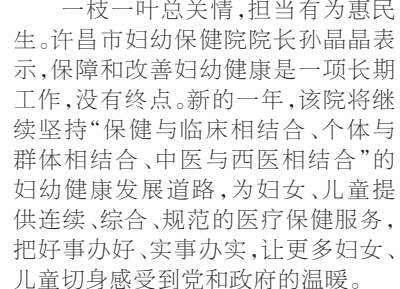 一枝一叶总关情，担当有为惠民
生。许昌市妇幼保健院院长孙晶晶表
示，保障和改善妇幼健康是一项长期
工作，没有终点。新的一年，该院将继
续坚持“保健与临床相结合、个体与
群体相结合、中医与西医相结合”的
妇幼健康发展道路，为妇女、儿童提
供连续、综合、规范的医疗保健服务，
把好事办好、实事办实，让更多妇女、
儿童切身感受到党和政府的温暖。